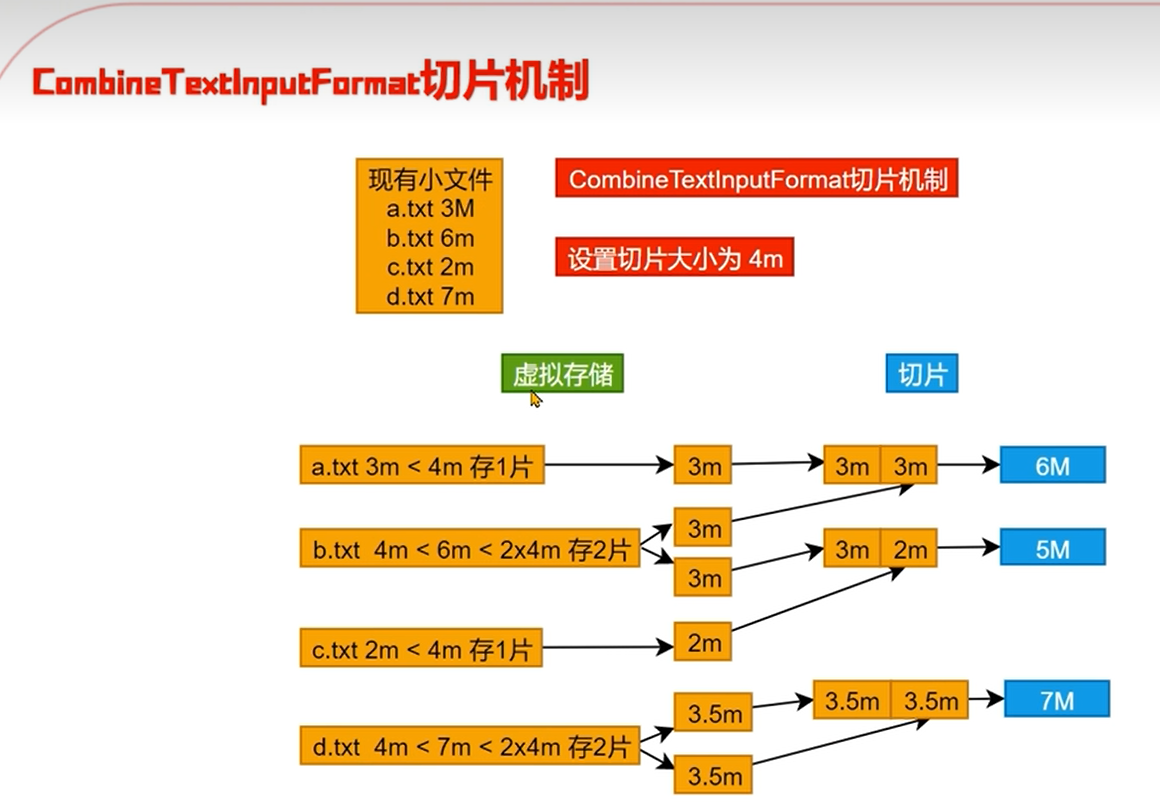 CombineTextInputFormat切片机制
现有小文件
a.txt 3M
b.txt 6m
c.txt 2m
d.txt 7m
CombineTextInputFormat切片机制
设置切片大小为 4m
虚拟存储
切片
a.txt 3m < 4m 存1片
3m
3m
3m
6M
b.txt 4m < 6m < 2x4m 存2片
3m
3m
3m
2m
5M
c.txt 2m < 4m 存1片
2m
d.txt 4m < 7m < 2x4m 存2片
3.5m
3.5m
3.5m
3.5m
7M